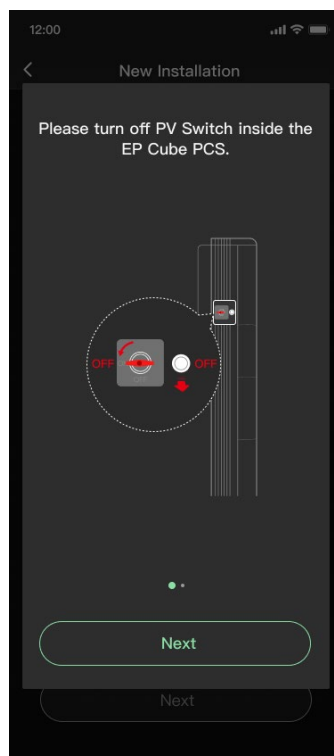 12:00
New Installation
Please turn off PV Switch inside the
EP Cube PCS.
OFF
OFF
Next
Next